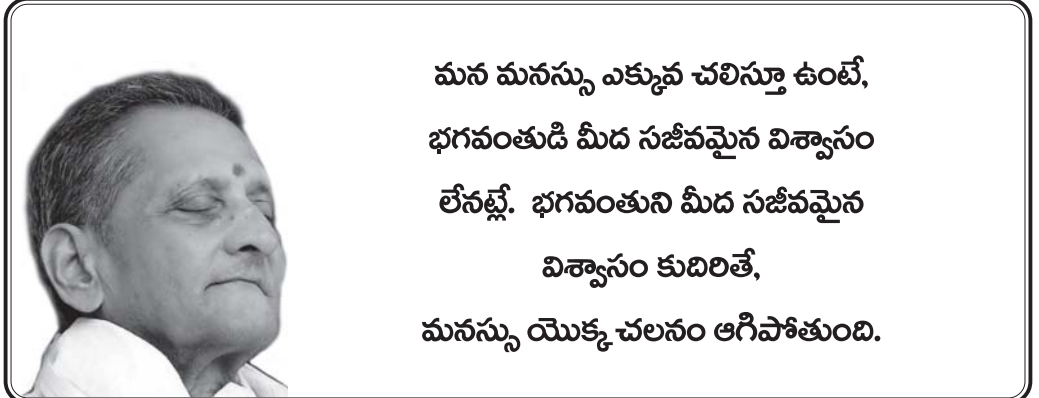 మన మనస్సు ఎక్కువ చలిస్తూ ఉంటే,
భగవంతుడి మీద సజీవమైన విశ్వాసం
లేనట్లే. భగవంతుని మీద సజీవమైన
విశ్వాసం కుదిరితే,
మనస్సు యొక్క చలనం ఆగిపోతుంది.